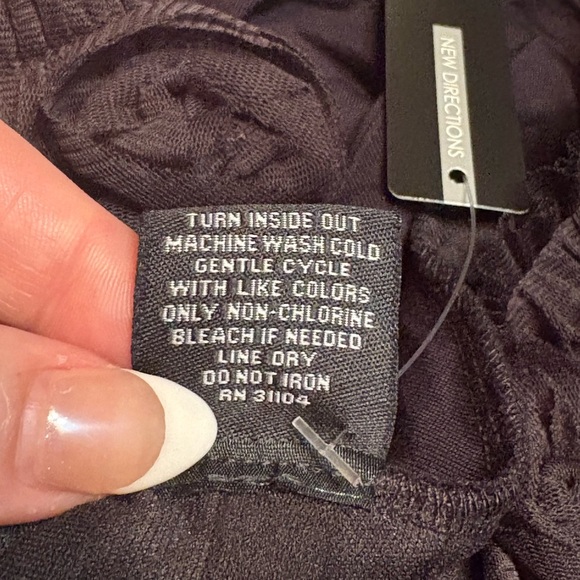 NEW DIRECTIONS
TURN INSIDE OUT
MACHINE WASH COLD
GENTLE CYCLE
WITH LIKE COLORS
ONLY NON-CHLORINE
BLEACH IF NEEDED
LINE DRY
DO NOT IRON
RN 31104